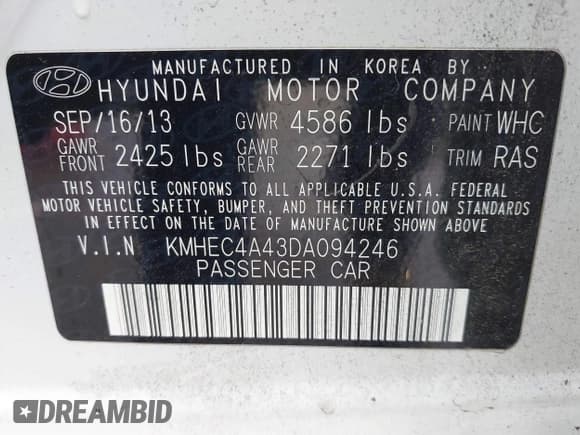 MANUFACTURED IN KOREA BY :
HYUNDAI MOTOR COMPANY
SEP/16/13 GVWR 4586 lbs PAINT WHC
GAWR FRONT 2425 lbs GAWR REAR 2271 lbs TRIM RAS
THIS VEHICLE CONFORMS TO ALL APPLICABLE U.S.A. FEDERAL
MOTOR VEHICLE SAFETY, BUMPER, AND THEFT PREVENTION STANDARDS
IN EFFECT ON THE DATE OF MANUFACTURE SHOWN ABOVE
V.I.N KMHEC4A43DA094246
PASSENGER CAR
DREAMBID